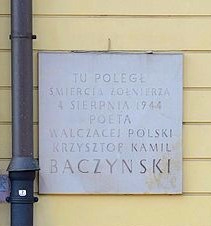 TU POLEGŁ
ŚMIERCIĄ ŻOŁNIERZA
4 SIERPNIA 1944
POETA
WALCZĄCEJ POLSKI
KRZYSZTOF KAMIL
BACZYŃSKI